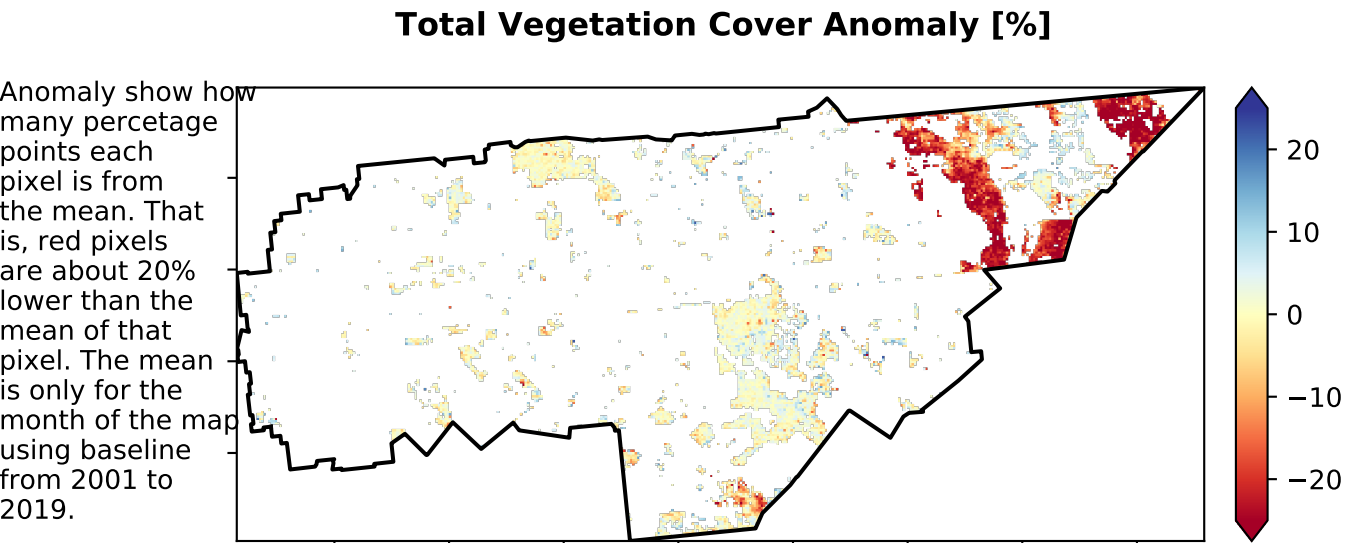 Total Vegetation Cover Anomaly [%]
Anomaly show how
many percetage
points each
pixel is from
the mean. That
is, red pixels
are about 20%
lower than the
mean of that
pixel. The mean
is only for the
month of the map
using baseline
from 2001 to
2019.
20
10
0
−10
−20